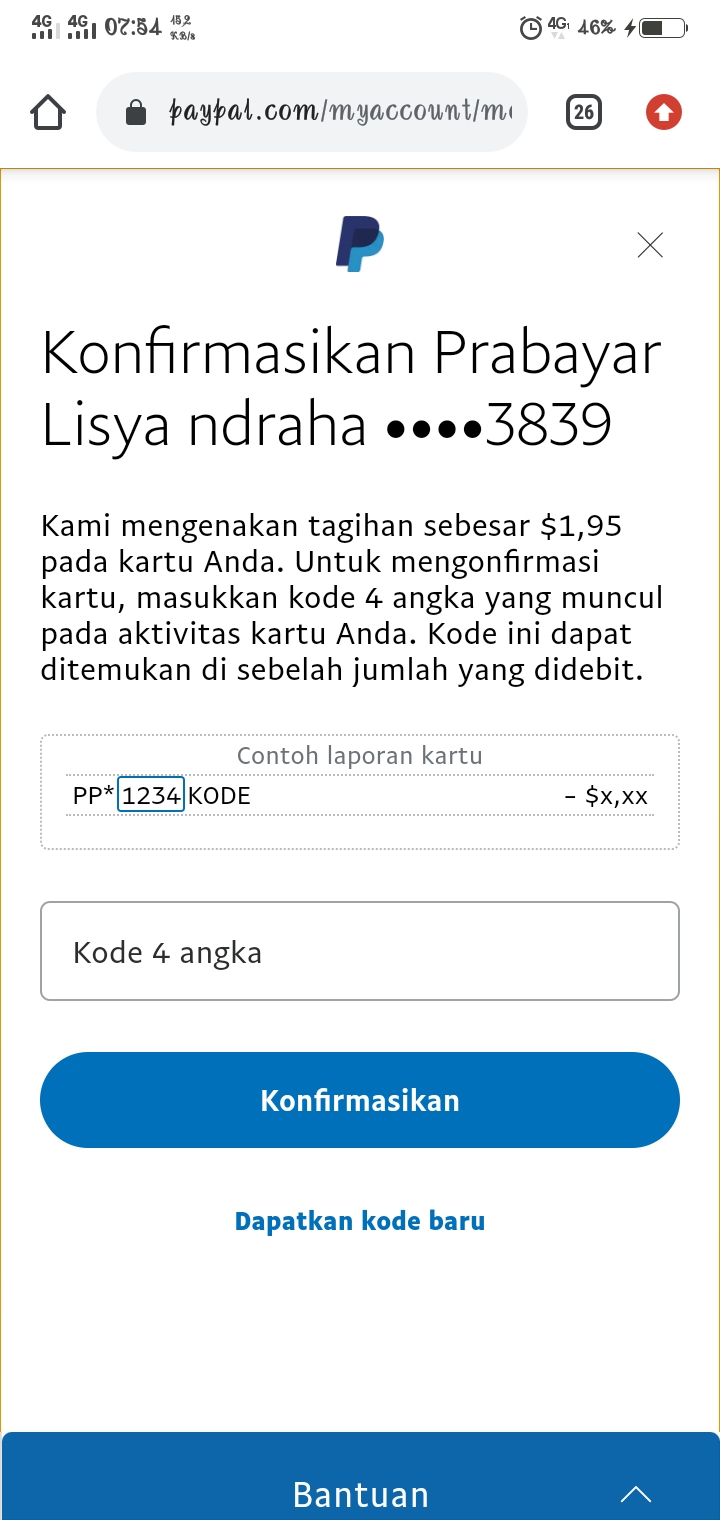 4G 4G 07:54 15,2 K.B/s 4G 46%
paypal.com/myaccount/m 26
Konfirmasikan Prabayar
Lisya ndraha ••••3839
Kami mengenakan tagihan sebesar $1,95
pada kartu Anda. Untuk mengonfirmasi
kartu, masukkan kode 4 angka yang muncul
pada aktivitas kartu Anda. Kode ini dapat
ditemukan di sebelah jumlah yang didebit.
Contoh laporan kartu
PP*1234KODE – $x,xx
Kode 4 angka
Konfirmasikan
Dapatkan kode baru
Bantuan